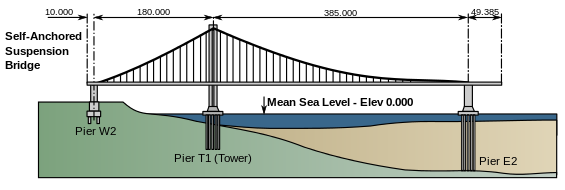 10.000 180.000 385.000 49.385
Self-Anchored
Suspension
Bridge
Mean Sea Level - Elev 0.000
Pier W2
Pier T1 (Tower)
Pier E2